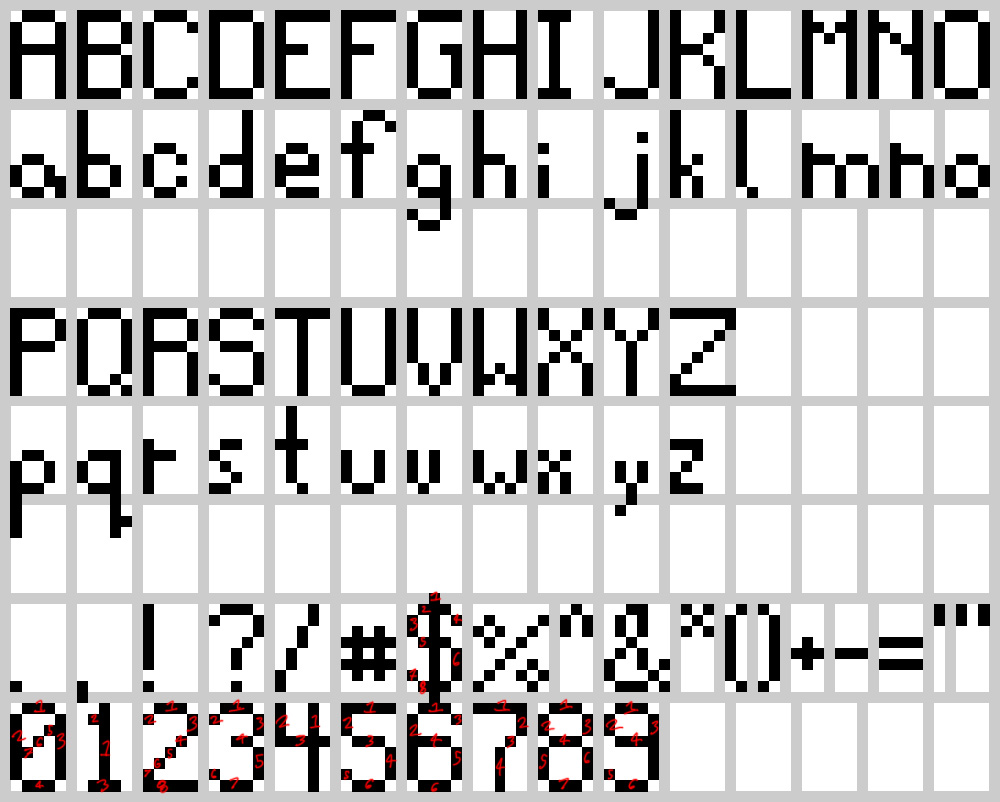 ABCDEFGHIJKLMNO
abcdefghijklmno
PQRSTUVWXYZ
pqrstuvwxyz
.,!?/#$%^&*()+-='"
0123456789